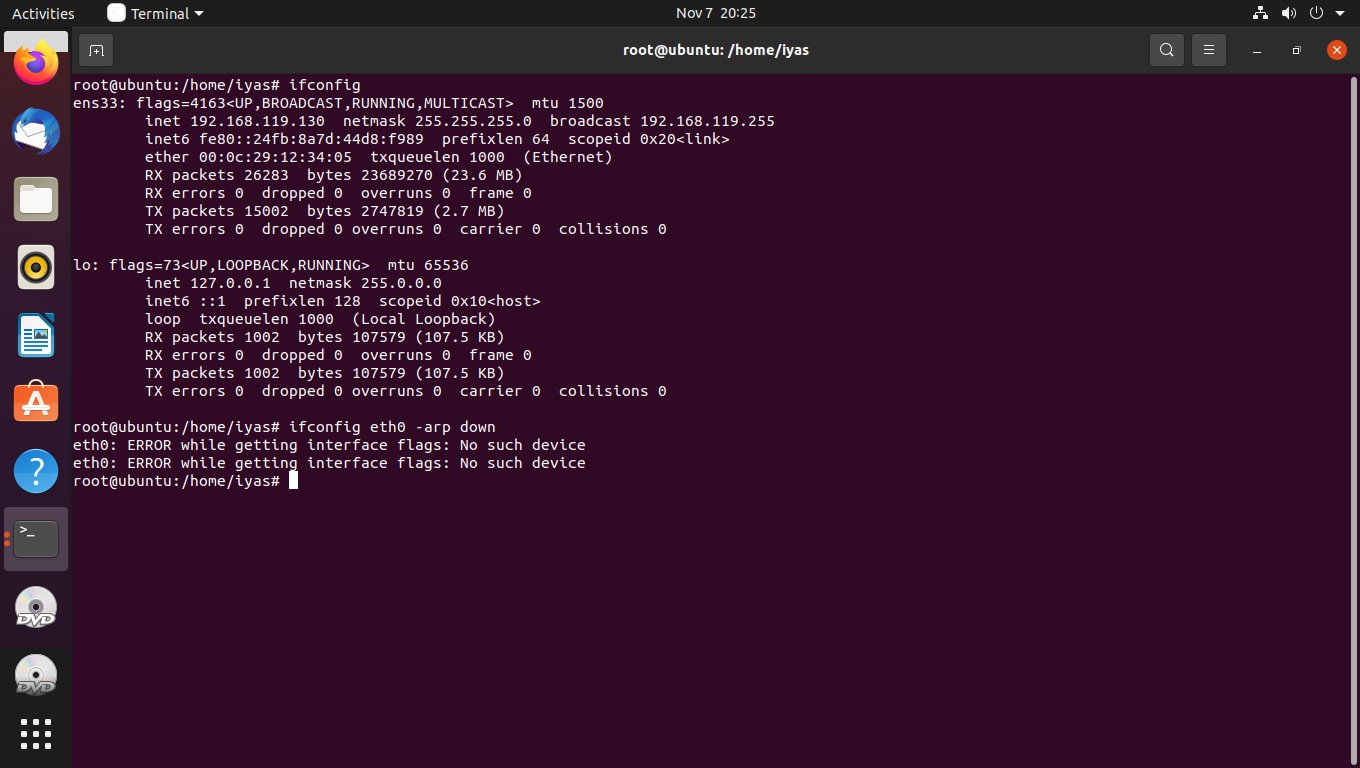 Activities
Terminal
Nov 7 20:25
root@ubuntu: /home/iyas
root@ubuntu:/home/iyas# ifconfig
ens33: flags=4163<UP,BROADCAST,RUNNING,MULTICAST>  mtu 1500
        inet 192.168.119.130  netmask 255.255.255.0  broadcast 192.168.119.255
        inet6 fe80::24fb:8a7d:44d8:f989  prefixlen 64  scopeid 0x20<link>
        ether 00:0c:29:12:34:05  txqueuelen 1000  (Ethernet)
        RX packets 26283  bytes 23689270 (23.6 MB)
        RX errors 0  dropped 0  overruns 0  frame 0
        TX packets 15002  bytes 2747819 (2.7 MB)
        TX errors 0  dropped 0 overruns 0  carrier 0  collisions 0
lo: flags=73<UP,LOOPBACK,RUNNING>  mtu 65536
        inet 127.0.0.1  netmask 255.0.0.0
        inet6 ::1  prefixlen 128  scopeid 0x10<host>
        loop  txqueuelen 1000  (Local Loopback)
        RX packets 1002  bytes 107579 (107.5 KB)
        RX errors 0  dropped 0  overruns 0  frame 0
        TX packets 1002  bytes 107579 (107.5 KB)
        TX errors 0  dropped 0 overruns 0  carrier 0  collisions 0
root@ubuntu:/home/iyas# ifconfig eth0 -arp down
eth0: ERROR while getting interface flags: No such device
eth0: ERROR while getting interface flags: No such device
root@ubuntu:/home/iyas#
?
>_
DVD
DVD